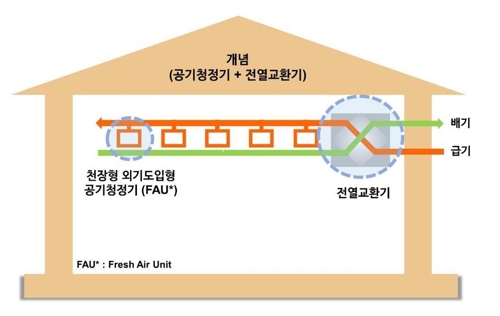 개념
(공기청정기 + 전열교환기)
배기
급기
천장형 외기도입형
공기청정기 (FAU*)
전열교환기
FAU* : Fresh Air Unit